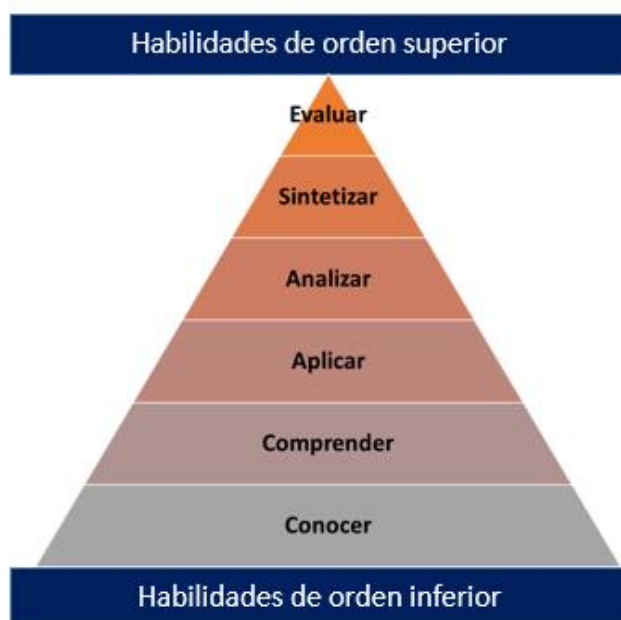 Habilidades de orden superior
Evaluar
Sintetizar
Analizar
Aplicar
Comprender
Conocer
Habilidades de orden inferior